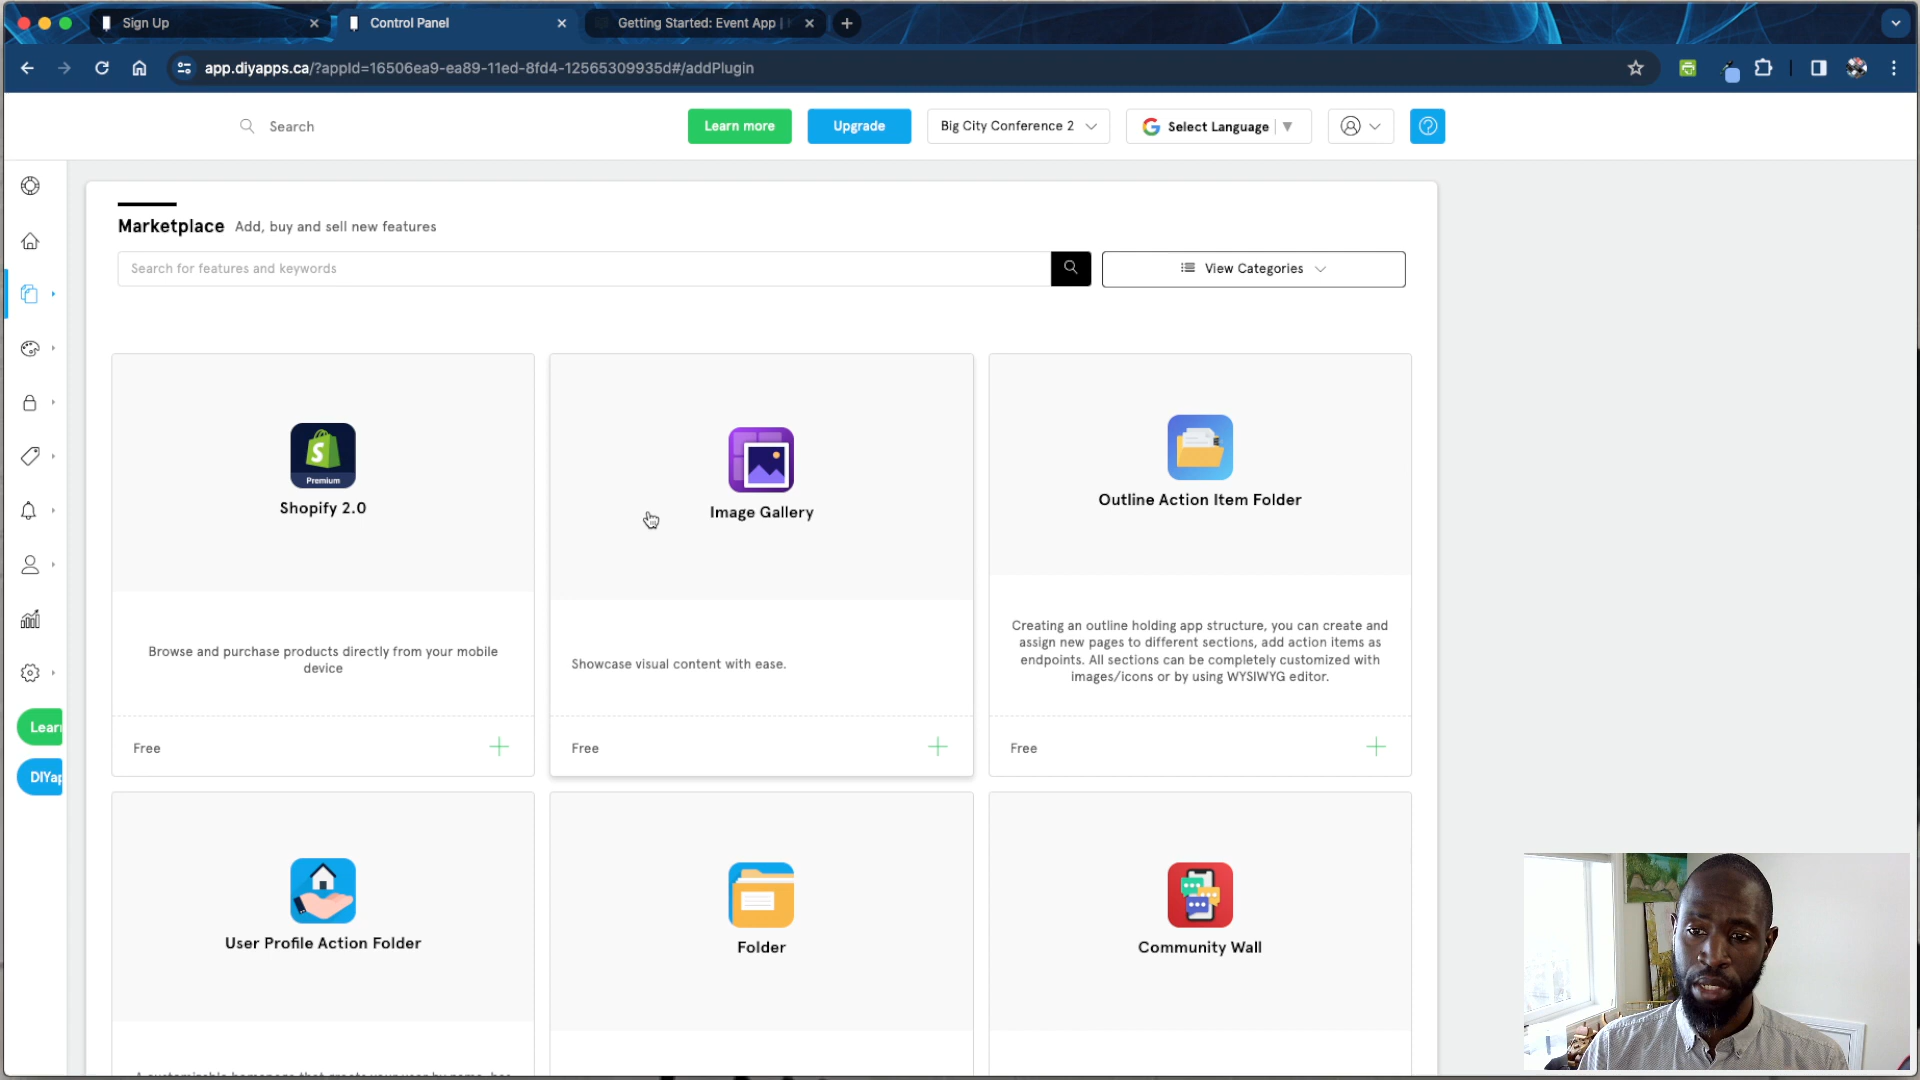 Sign Up
Control Panel
Getting Started: Event App |
app.diyapps.ca/?appId=16506ea9-ea89-11ed-8fd4-12565309935d#/addPlugin
Search
Learn more
Upgrade
Big City Conference 2
Select Language
Marketplace Add, buy and sell new features
Search for features and keywords
View Categories
Premium
Shopify 2.0
Browse and purchase products directly from your mobile
device
Free
Image Gallery
Showcase visual content with ease.
Free
Outline Action Item Folder
Creating an outline holding app structure, you can create and
assign new pages to different sections, add action items as
endpoints. All sections can be completely customized with
images/icons or by using WYSIWYG editor.
Free
Lear
DIYap
User Profile Action Folder
Folder
Community Wall